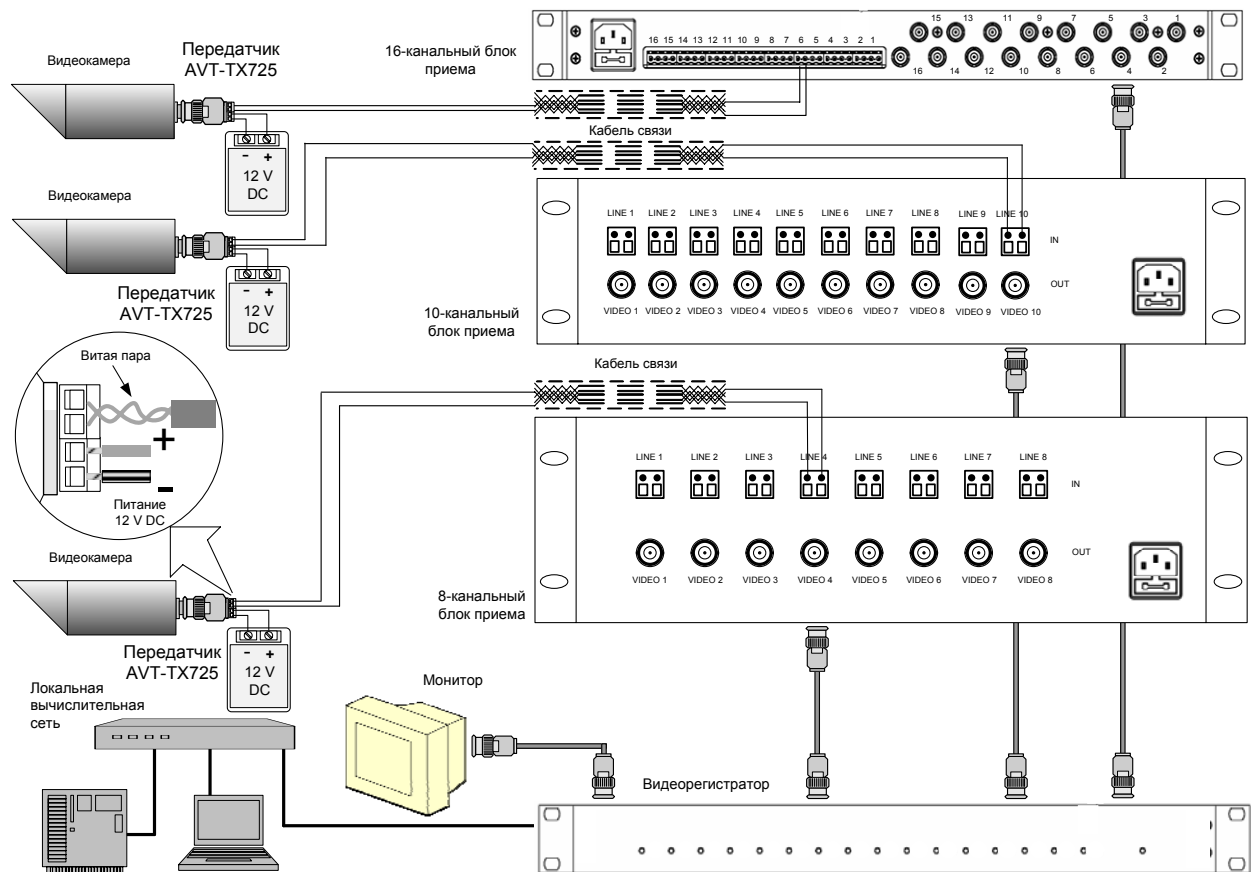 15 13 11 9 7 5 3 1
16 15 14 13 12 11 10 9 8 7 6 5 4 3 2 1
16 14 12 10 8 6 4 2
16-канальный блок
приема
Видеокамера
Передатчик
AVT-TX725
- +
12 V
DC
Кабель связи
Видеокамера
Передатчик
AVT-TX725
- +
12 V
DC
LINE 1 LINE 2 LINE 3 LINE 4 LINE 5 LINE 6 LINE 7 LINE 8 LINE 9 LINE 10
IN
OUT
VIDEO 1 VIDEO 2 VIDEO 3 VIDEO 4 VIDEO 5 VIDEO 6 VIDEO 7 VIDEO 8 VIDEO 9 VIDEO 10
10-канальный
блок приема
Витая пара
+
-
Питание
12 V DC
Кабель связи
LINE 1 LINE 2 LINE 3 LINE 4 LINE 5 LINE 6 LINE 7 LINE 8
IN
OUT
VIDEO 1 VIDEO 2 VIDEO 3 VIDEO 4 VIDEO 5 VIDEO 6 VIDEO 7 VIDEO 8
8-канальный
блок приема
Видеокамера
Передатчик
AVT-TX725
- +
12 V
DC
Локальная
вычислительная
сеть
Монитор
Видеорегистратор